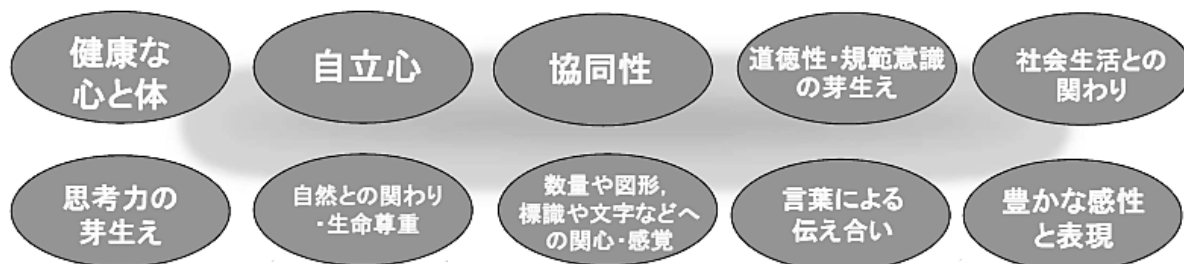 健康な
心と体
自立心
協同性
道徳性・規範意識
の芽生え
社会生活との
関わり
思考力の
芽生え
自然との関わり
・生命尊重
数量や図形,
標識や文字などへ
の関心・感覚
言葉による
伝え合い
豊かな感性
と表現